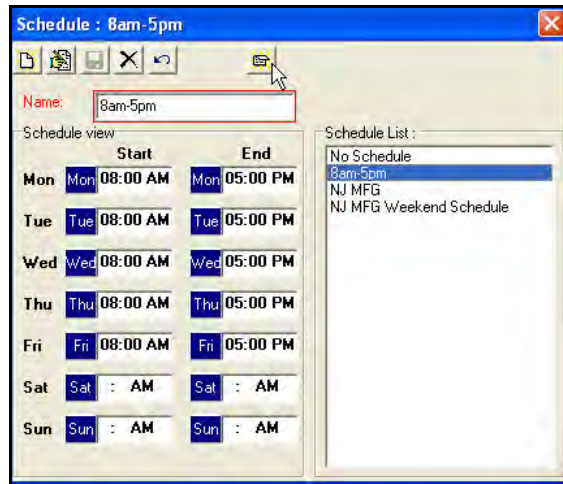 Schedule : 8am-5pm
Name: 8am-5pm
Schedule view
Start End
Mon Mon 08:00 AM Mon 05:00 PM
Tue Tue 08:00 AM Tue 05:00 PM
Wed Wed 08:00 AM Wed 05:00 PM
Thu Thu 08:00 AM Thu 05:00 PM
Fri Fri 08:00 AM Fri 05:00 PM
Sat Sat : AM Sat : AM
Sun Sun : AM Sun : AM
Schedule List :
No Schedule
8am-5pm
NJ MFG
NJ MFG Weekend Schedule